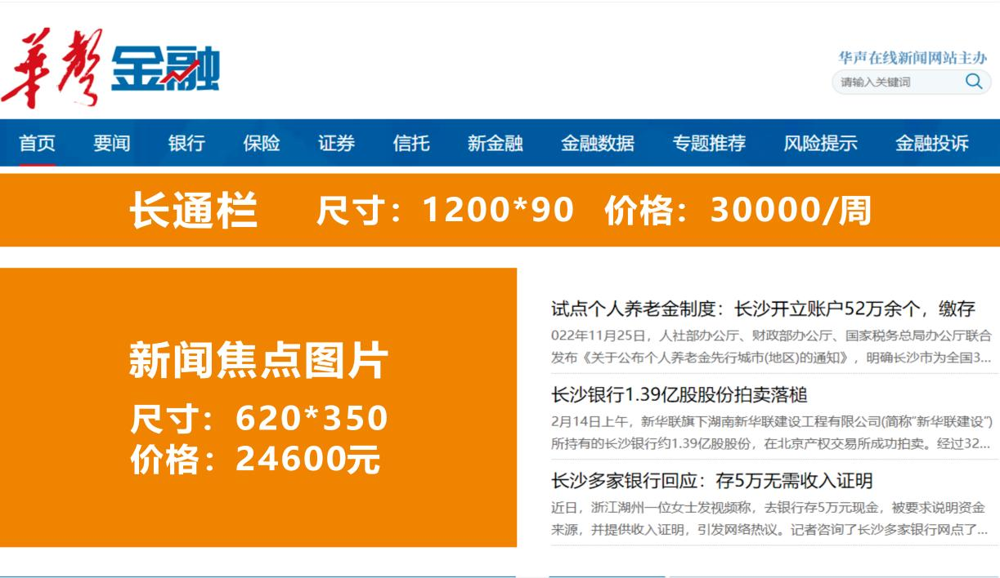 华声金融
华声在线新闻网站主办
请输入关键词
首页 要闻 银行 保险 证券 信托 新金融 金融数据 专题推荐 风险提示 金融投诉
长通栏 尺寸：1200*90 价格：30000/周
新闻焦点图片
尺寸：620*350
价格：24600元
试点个人养老金制度：长沙开立账户52万余个，缴存
022年11月25日，人社部办公厅、财政部办公厅、国家税务总局办公厅联合
发布《关于公布个人养老金先行城市(地区)的通知》，明确长沙市为全国3...
长沙银行1.39亿股股份拍卖落槌
2月14日上午，新华联旗下湖南新华联建设工程有限公司(简称“新华联建设”)
所持有的长沙银行约1.39亿股股份，在北京产权交易所成功拍卖。经过32...
长沙多家银行回应：存5万无需收入证明
近日，浙江湖州一位女士发视频称，去银行存5万元现金，被要求说明资金
来源，并提供收入证明，引发网络热议。记者咨询了长沙多家银行网点了...